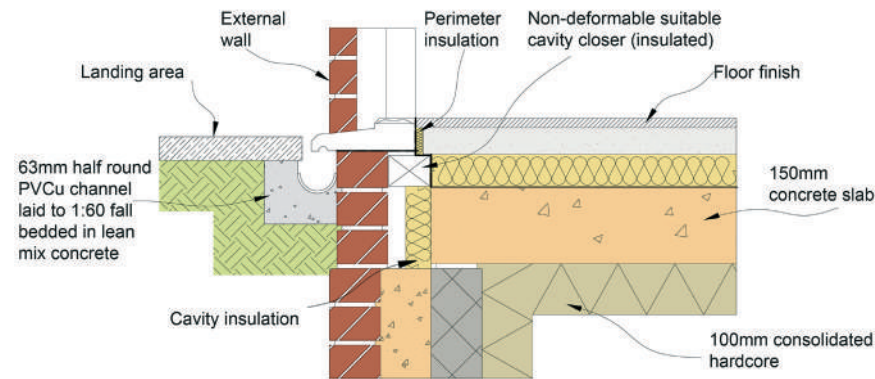 External
wall
Perimeter
insulation
Non-deformable suitable
cavity closer (insulated)
Landing area
Floor finish
63mm half round
PVCu channel
laid to 1:60 fall
bedded in lean
mix concrete
150mm
concrete slab
Cavity insulation
100mm consolidated
hardcore